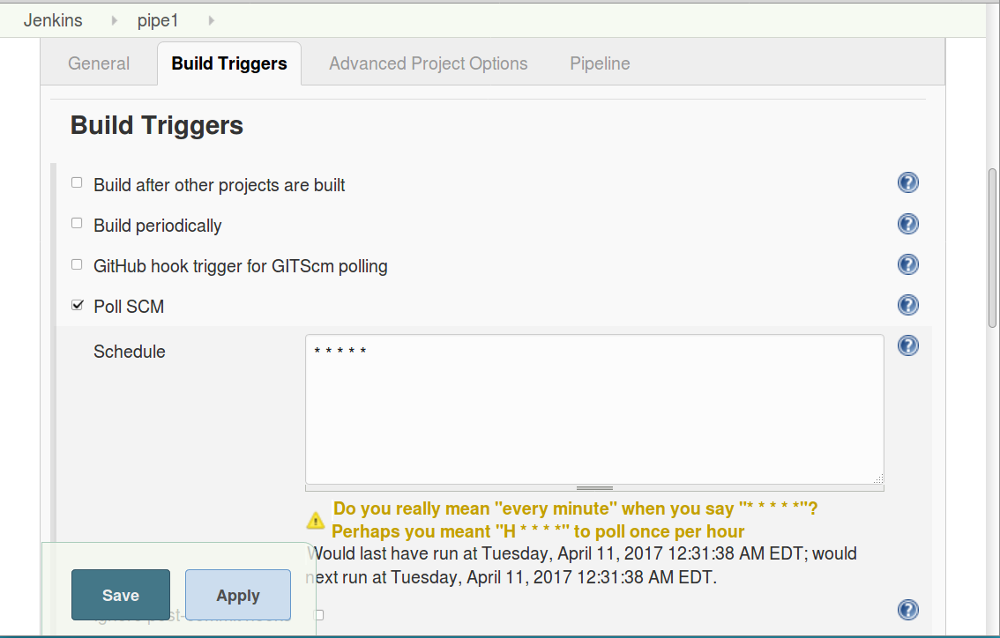 Jenkins pipe1
General Build Triggers Advanced Project Options Pipeline
Build Triggers
Build after other projects are built
Build periodically
GitHub hook trigger for GITScm polling
Poll SCM
Schedule * * * * *
Do you really mean "every minute" when you say "* * * * *"?
Perhaps you meant "H * * * *" to poll once per hour
Would last have run at Tuesday, April 11, 2017 12:31:38 AM EDT; would
next run at Tuesday, April 11, 2017 12:31:38 AM EDT.
Save Apply